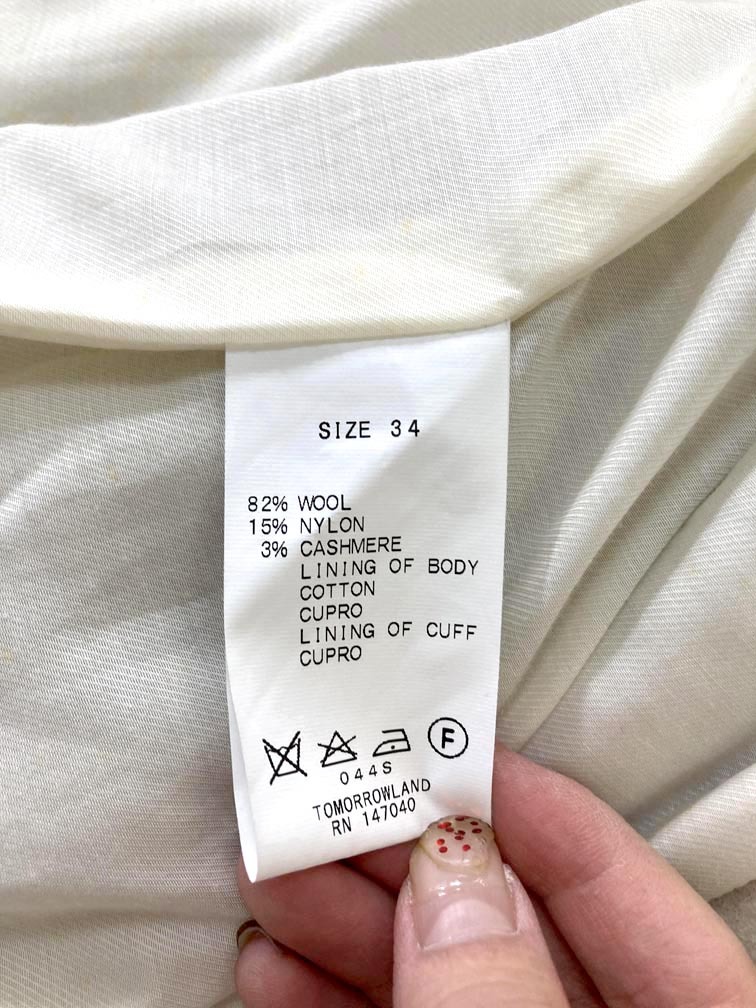 SIZE 34
82% WOOL
15% NYLON
3% CASHMERE
LINING OF BODY
COTTON
CUPRO
LINING OF CUFF
CUPRO
F
044S
TOMORROWLAND
RN 147040